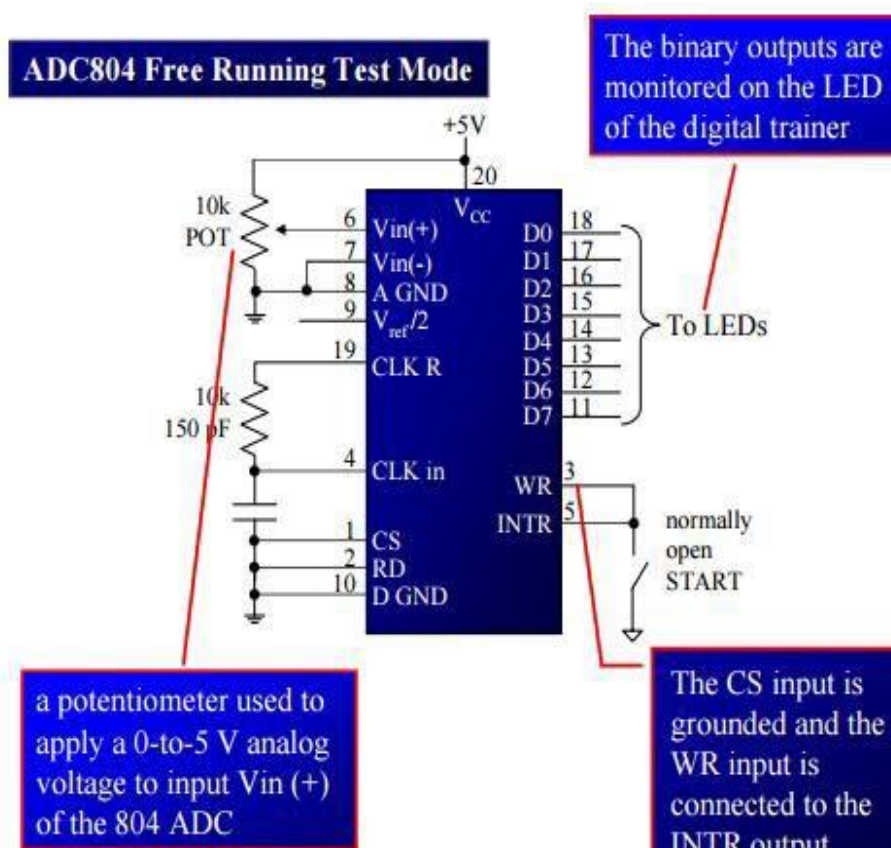 ADC804 Free Running Test Mode
The binary outputs are
monitored on the LED
of the digital trainer
+5V
20
10k
POT
6
7
8
9
19
4
1
2
10
Vcc
Vin(+)
Vin(-)
A GND
Vref/2
CLK R
CLK in
CS
RD
D GND
10k
150 pF
D0
D1
D2
D3
D4
D5
D6
D7
18
17
16
15
14
13
12
11
To LEDs
WR
INTR
3
5
normally
open
START
a potentiometer used to
apply a 0-to-5 V analog
voltage to input Vin (+)
of the 804 ADC
The CS input is
grounded and the
WR input is
connected to the
INTR output